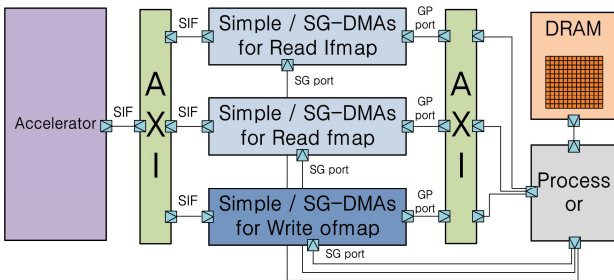 Accelerator
SIF
A
X
I
SIF
Simple / SG-DMAs
for Read Ifmap
SG port
SIF
Simple / SG-DMAs
for Read fmap
SG port
SIF
Simple / SG-DMAs
for Write ofmap
SG port
GP
port
GP
port
GP
port
A
X
I
DRAM
Process
or